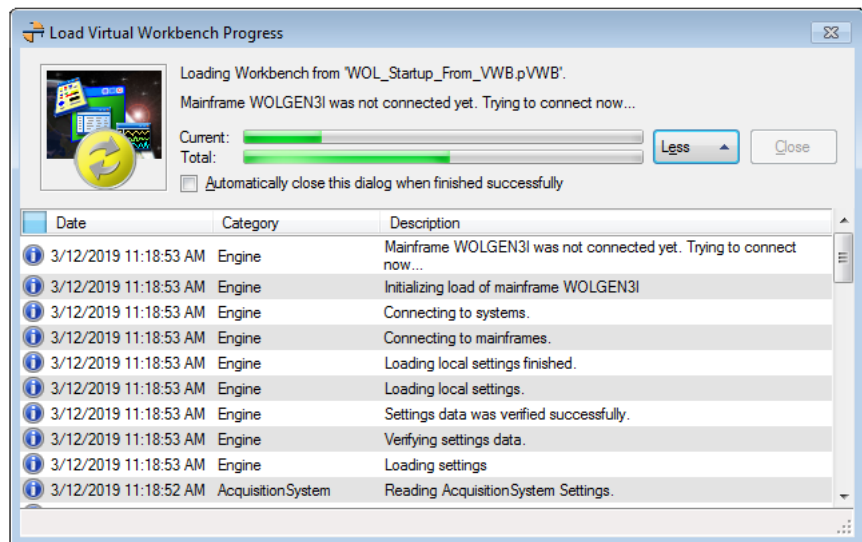 Load Virtual Workbench Progress
Loading Workbench from 'WOL_Startup_From_VWB.pVWB'.
Mainframe WOLGEN3I was not connected yet. Trying to connect now...
Current:
Total:
Less
Close
Automatically close this dialog when finished successfully
Date Category Description
3/12/2019 11:18:53 AM Engine Mainframe WOLGEN3I was not connected yet. Trying to connect
now...
3/12/2019 11:18:53 AM Engine Initializing load of mainframe WOLGEN3I
3/12/2019 11:18:53 AM Engine Connecting to systems.
3/12/2019 11:18:53 AM Engine Connecting to mainframes.
3/12/2019 11:18:53 AM Engine Loading local settings finished.
3/12/2019 11:18:53 AM Engine Loading local settings.
3/12/2019 11:18:53 AM Engine Settings data was verified successfully.
3/12/2019 11:18:53 AM Engine Verifying settings data.
3/12/2019 11:18:53 AM Engine Loading settings
3/12/2019 11:18:52 AM AcquisitionSystem Reading AcquisitionSystem Settings.